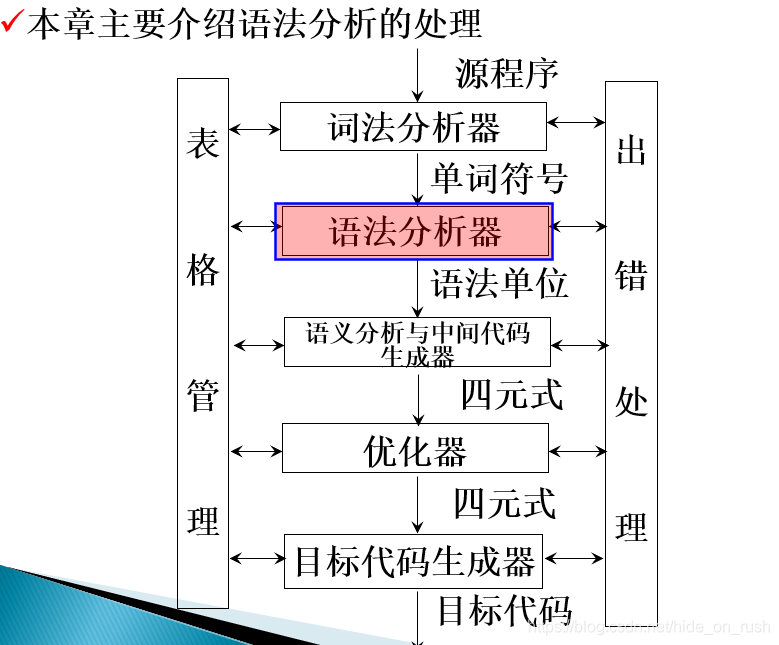 本章主要介绍语法分析的处理
源程序
词法分析器
单词符号
语法分析器
语法单位
语义分析与中间代码
生成器
四元式
优化器
四元式
目标代码生成器
目标代码
表
格
管
理
出
错
处
理
https://blog.csdn.net/hide_on_rush